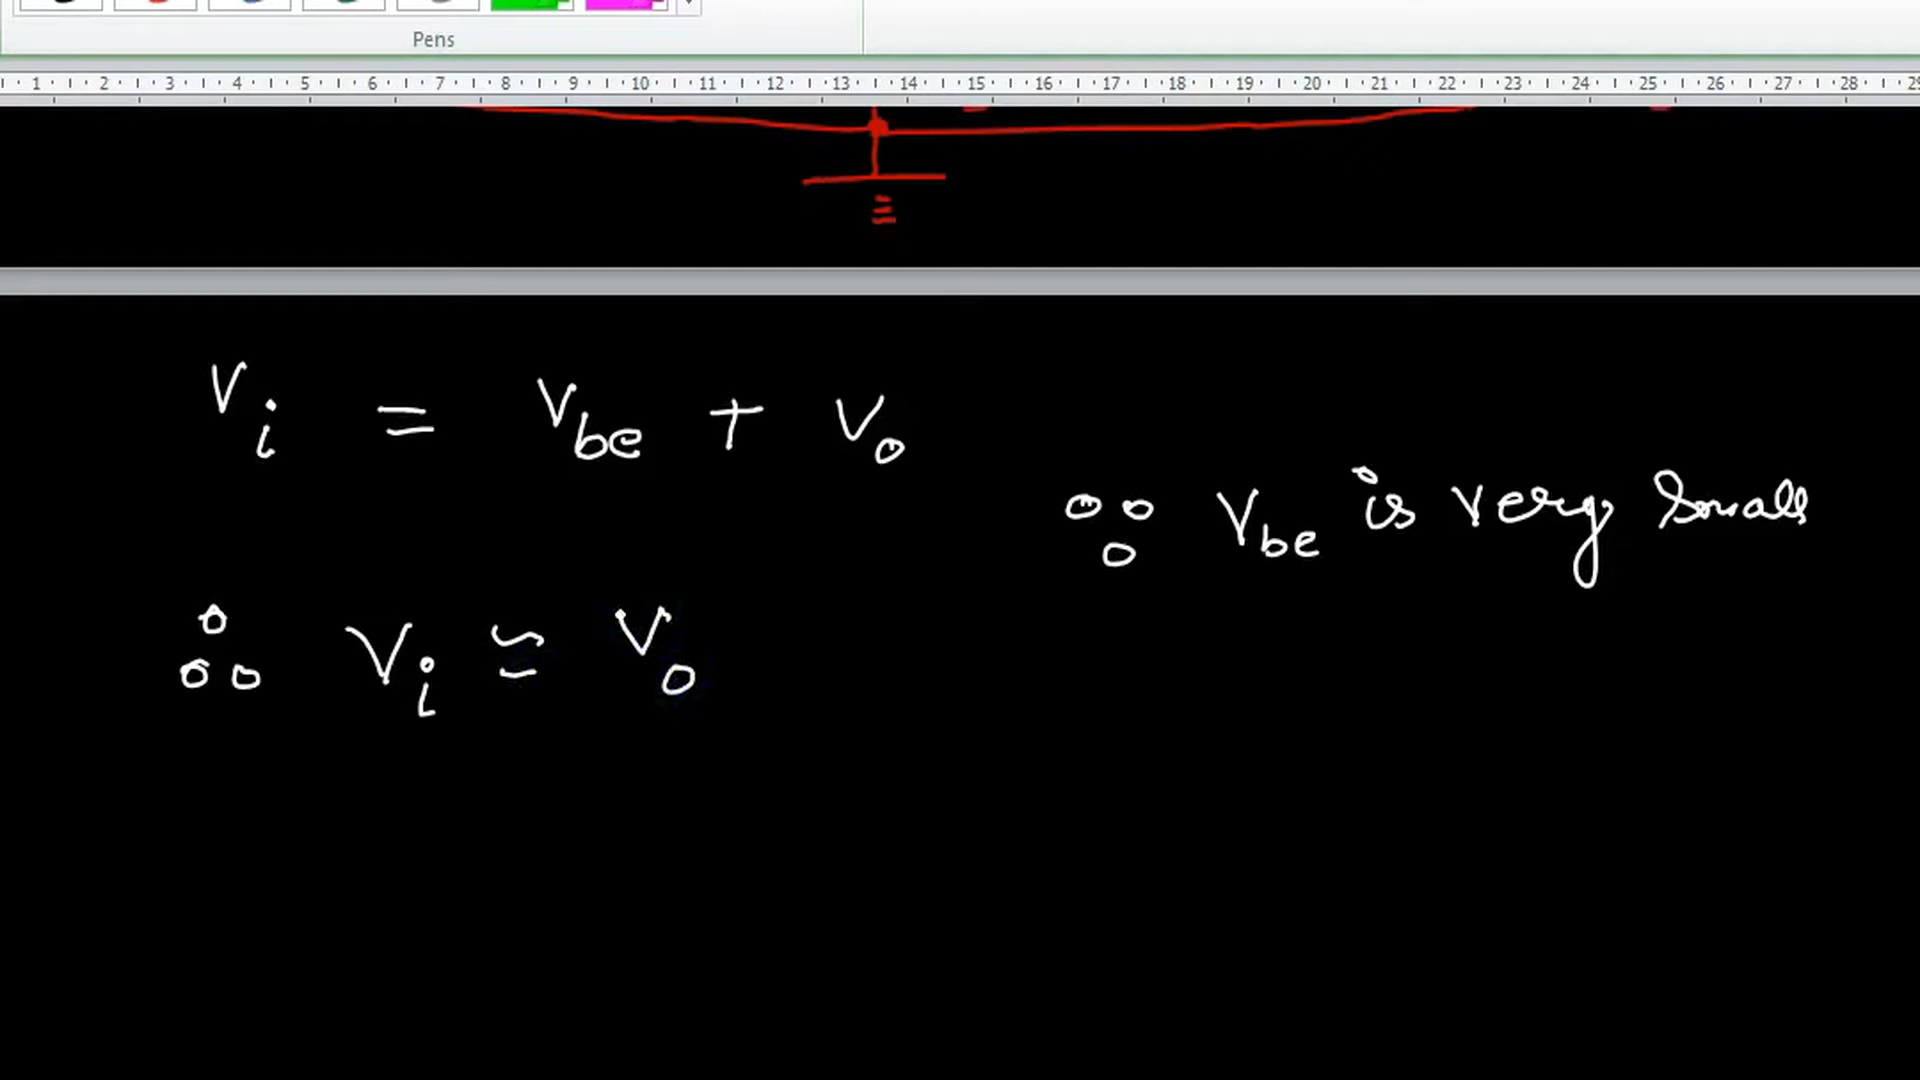 Pens
1 2 3 4 5 6 7 8 9 10 11 12 13 14 15 16 17 18 19 20 21 22 23 24 25 26 27 28 29
Vi = Vbe + Vo
∵ Vbe is very small
∴ Vi ≃ Vo